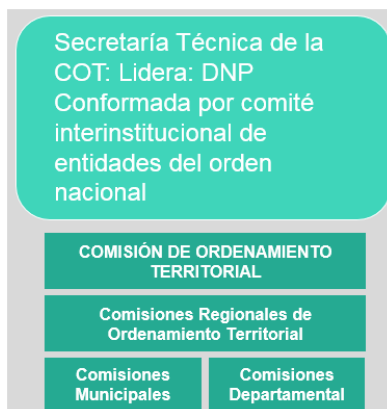 Secretaría Técnica de la
COT: Lidera: DNP
Conformada por comité
interinstitucional de
entidades del orden
nacional
COMISIÓN DE ORDENAMIENTO
TERRITORIAL
Comisiones Regionales de
Ordenamiento Territorial
Comisiones
Municipales
Comisiones
Departamental